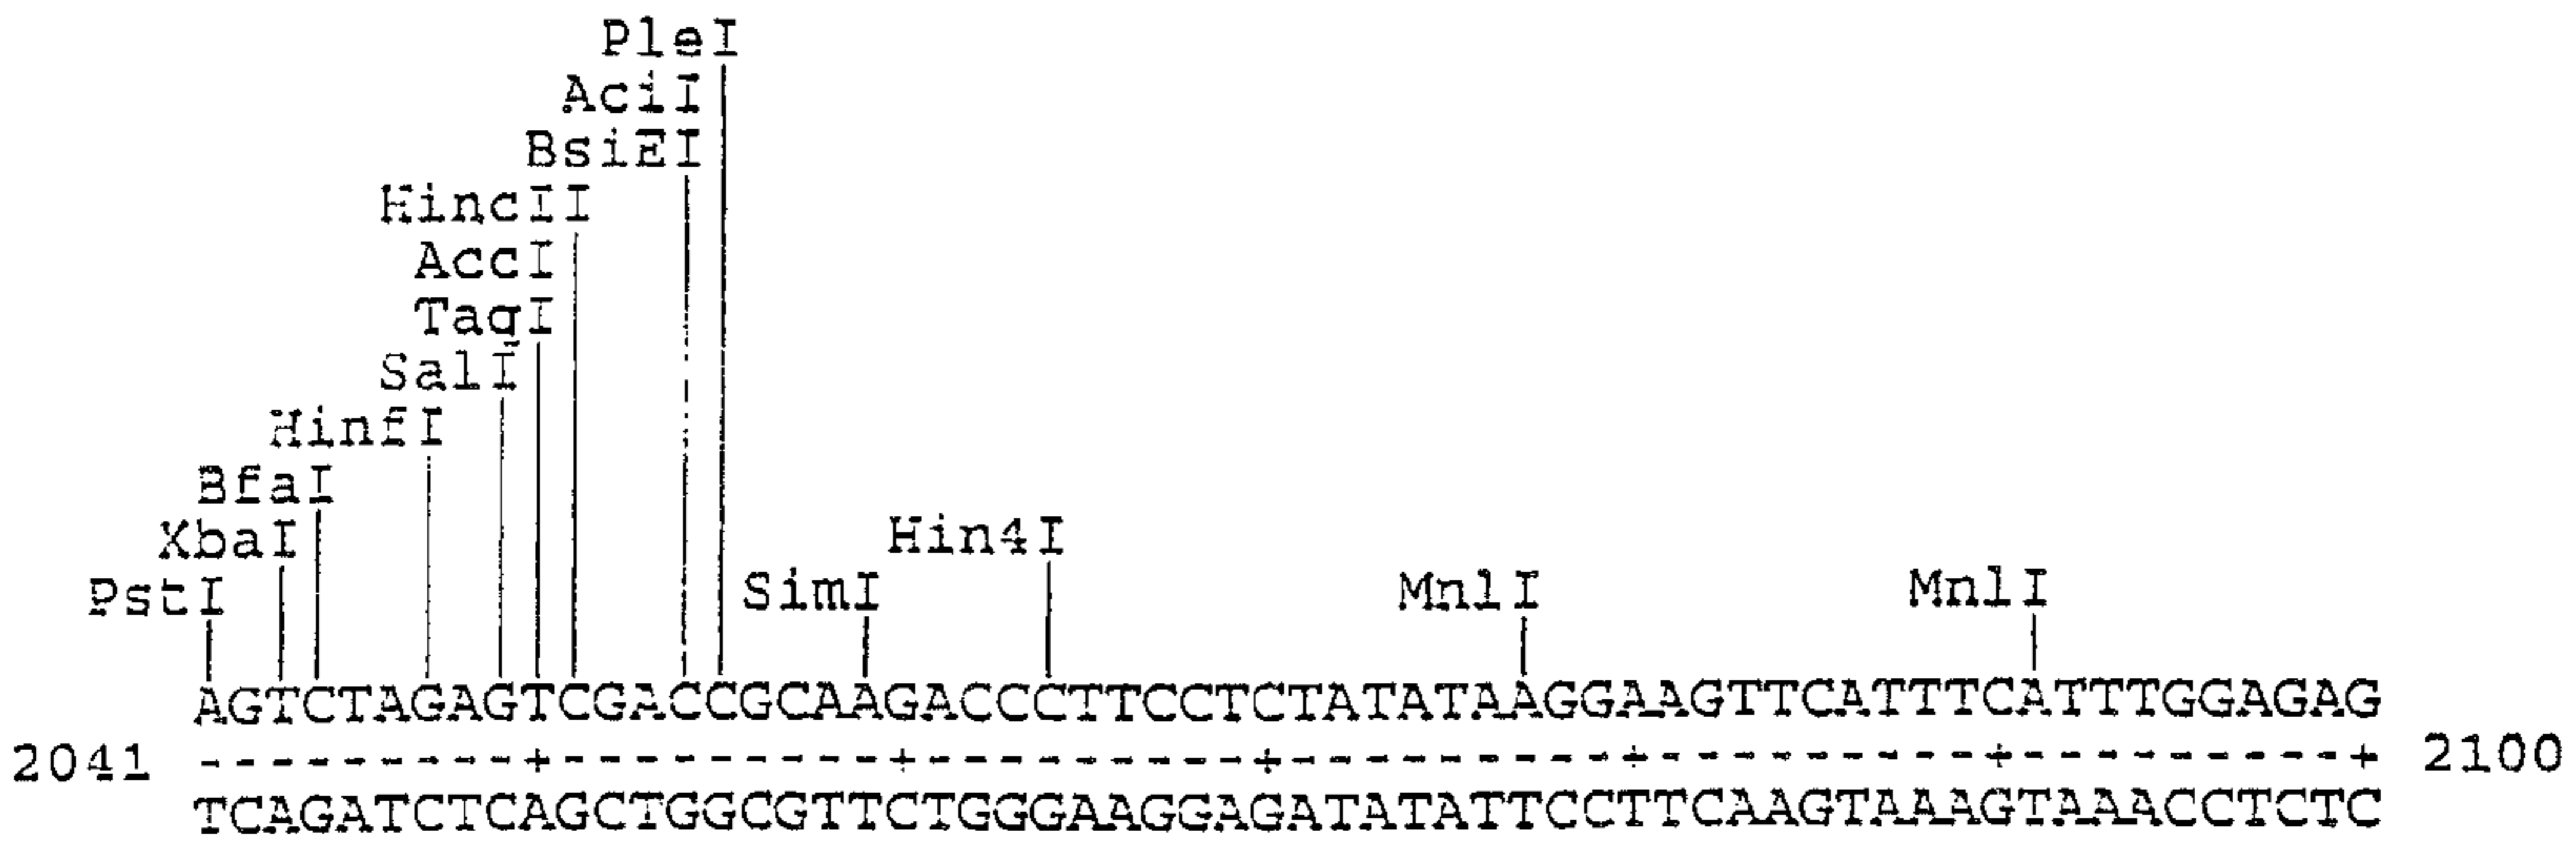 PleI
AciI
BsiEI
HincII
AccI
TaqI
SalI
HinfI
BfaI
XbaI Hin4I
PstI SimI MnlI MnlI
AGTCTAGAGTCGACCGCAAGACCCTTCCTCTATATAAGGAAGTTCATTTCATTTGGAGAG
2041 ---------+---------+---------+---------+---------+---------+ 2100
TCAGATCTCAGCTGGCGTTCTGGGAAGGAGATATATTCCTTCAAGTAAAGTAAACCTCTC